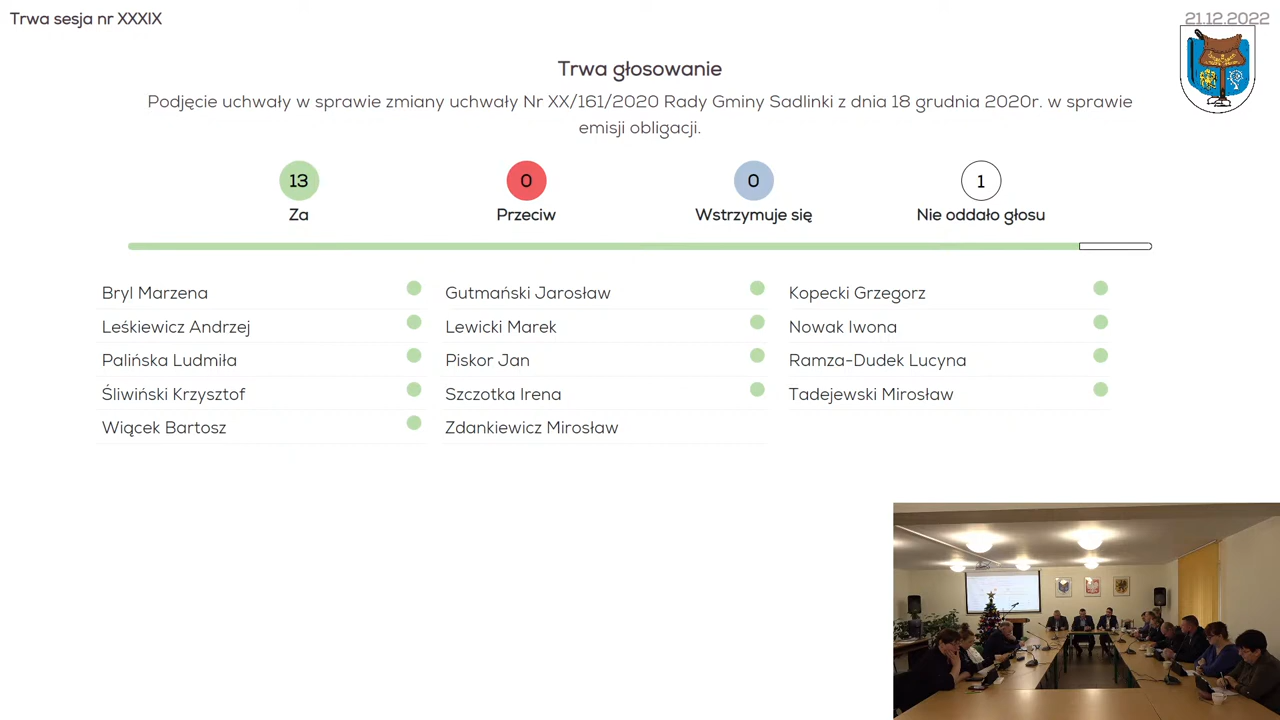 Trwa sesja nr XXXIX
21.12.2022
Trwa głosowanie
Podjęcie uchwały w sprawie zmiany uchwały Nr XX/161/2020 Rady Gminy Sadlinki z dnia 18 grudnia 2020r. w sprawie
emisji obligacji.
13
0
0
1
Za
Przeciw
Wstrzymuje się
Nie oddało głosu
Bryl Marzena
Gutmański Jarosław
Kopecki Grzegorz
Leśkiewicz Andrzej
Lewicki Marek
Nowak Iwona
Palińska Ludmiła
Piskor Jan
Ramza-Dudek Lucyna
Śliwiński Krzysztof
Szczotka Irena
Tadejewski Mirosław
Wiącek Bartosz
Zdankiewicz Mirosław